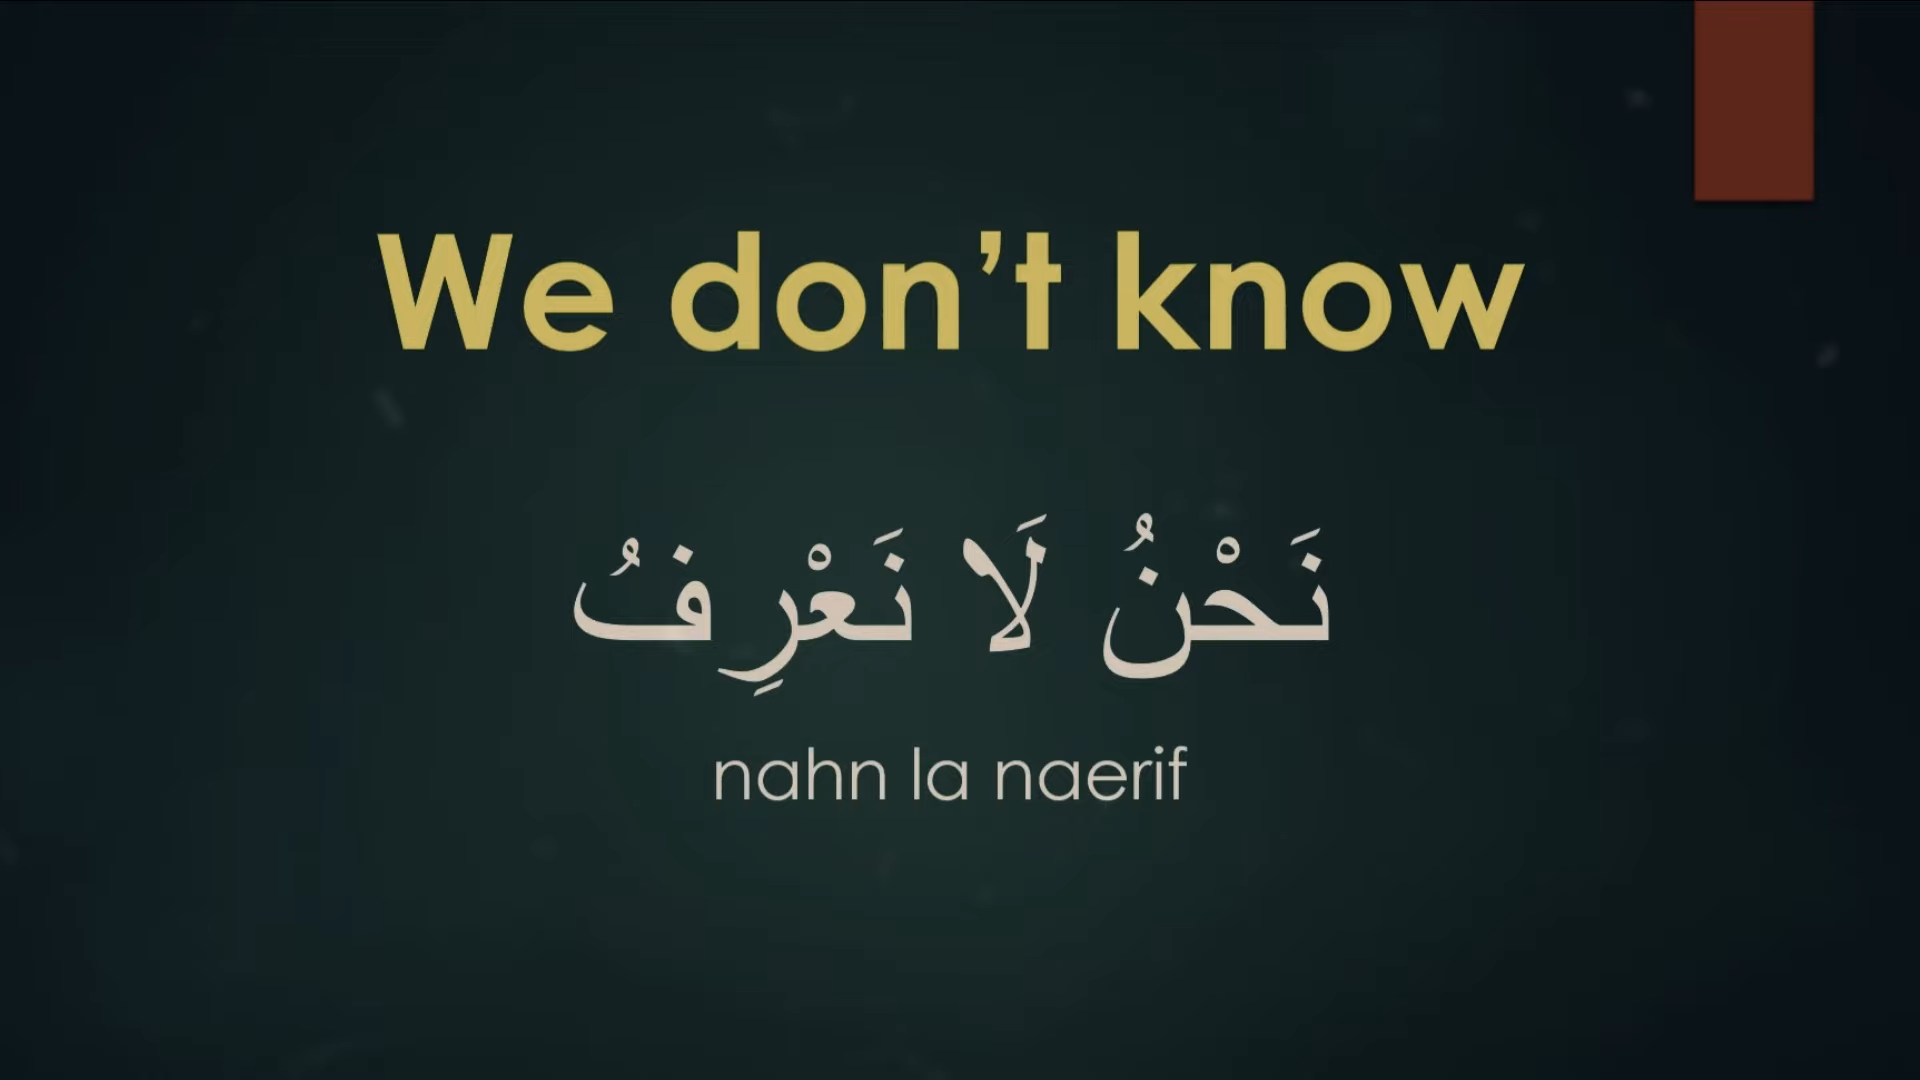 We don’t know
نَحْنُ لَا نَعْرِفُ
nahn la naerif